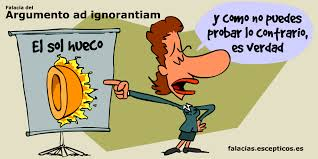 Falacia del
Argumento ad ignorantiam
El sol hueco
y como no puedes
probar lo contrario,
es verdad
falacias.escepticos.es